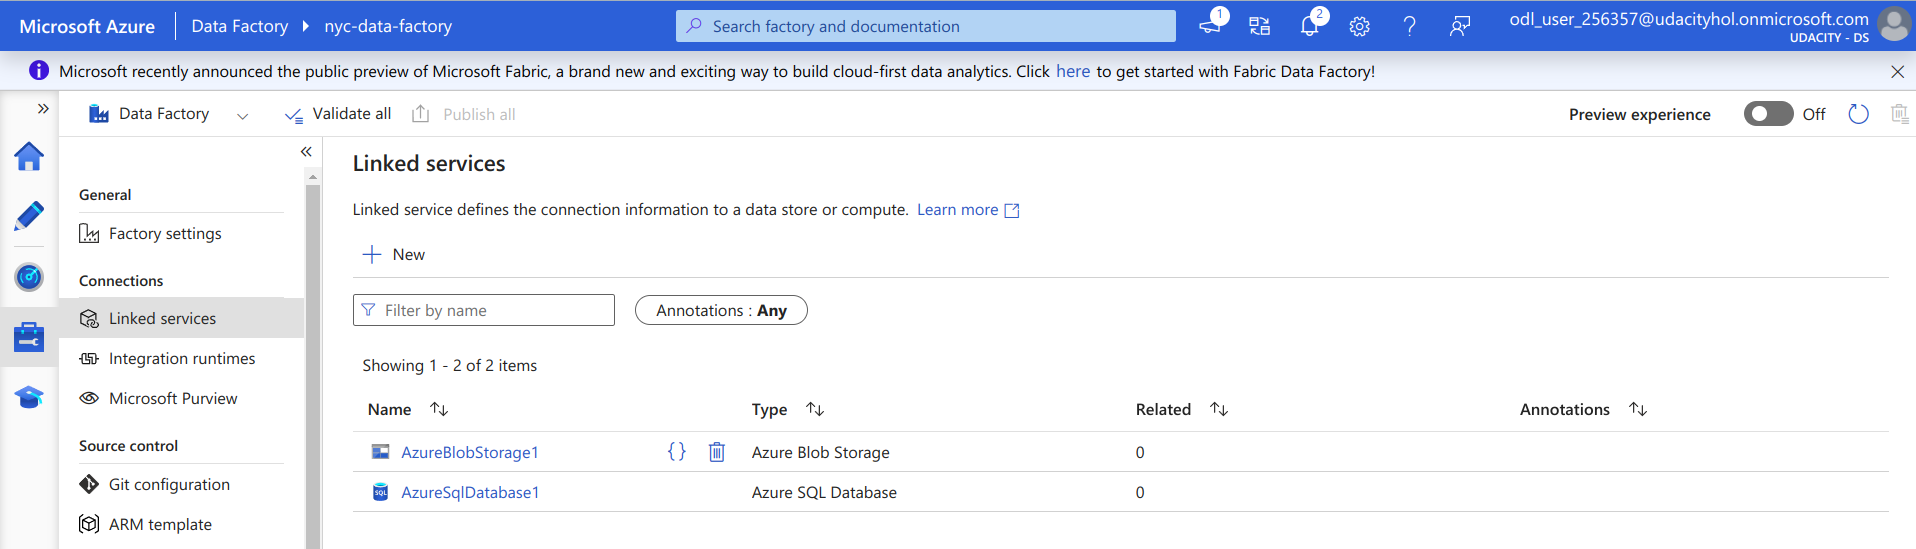 Microsoft Azure Data Factory nyc-data-factory Search factory and documentation 1 2 odl_user_256357@udacityhol.onmicrosoft.com
UDACITY - DS
Microsoft recently announced the public preview of Microsoft Fabric, a brand new and exciting way to build cloud-first data analytics. Click here to get started with Fabric Data Factory!
Data Factory Validate all Publish all Preview experience Off
General
Factory settings
Connections
Linked services
Integration runtimes
Microsoft Purview
Source control
Git configuration
ARM template
Linked services
Linked service defines the connection information to a data store or compute. Learn more
New
Filter by name Annotations : Any
Showing 1 - 2 of 2 items
Name Type Related Annotations
AzureBlobStorage1 {} Azure Blob Storage 0
SQL AzureSqlDatabase1 Azure SQL Database 0